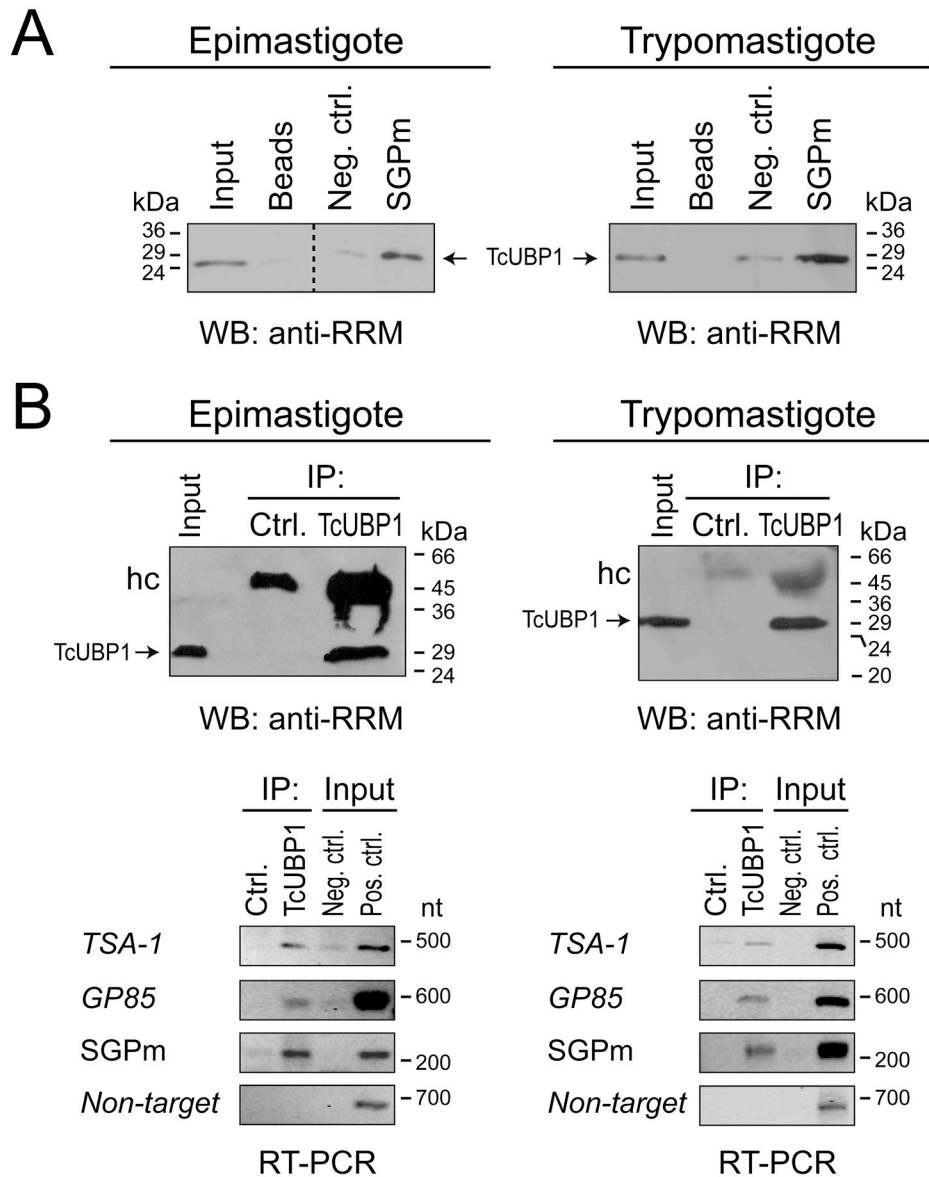 A
Epimastigote
Trypomastigote
Input
Beads
Neg. ctrl.
SGPm
Input
Beads
Neg. ctrl.
SGPm
kDa
36
29
24
TcUBP1
kDa
36
29
24
WB: anti-RRM
WB: anti-RRM
B
Epimastigote
Trypomastigote
Input
IP:
Ctrl.
TcUBP1
kDa
hc
66
45
36
TcUBP1
29
24
Input
IP:
Ctrl.
TcUBP1
kDa
hc
66
45
36
TcUBP1
29
24
20
WB: anti-RRM
WB: anti-RRM
IP:
Input
Ctrl.
TcUBP1
Neg. ctrl.
Pos. ctrl.
nt
TSA-1
500
GP85
600
SGPm
200
Non-target
700
RT-PCR
IP:
Input
Ctrl.
TcUBP1
Neg. ctrl.
Pos. ctrl.
nt
TSA-1
500
GP85
600
SGPm
200
Non-target
700
RT-PCR